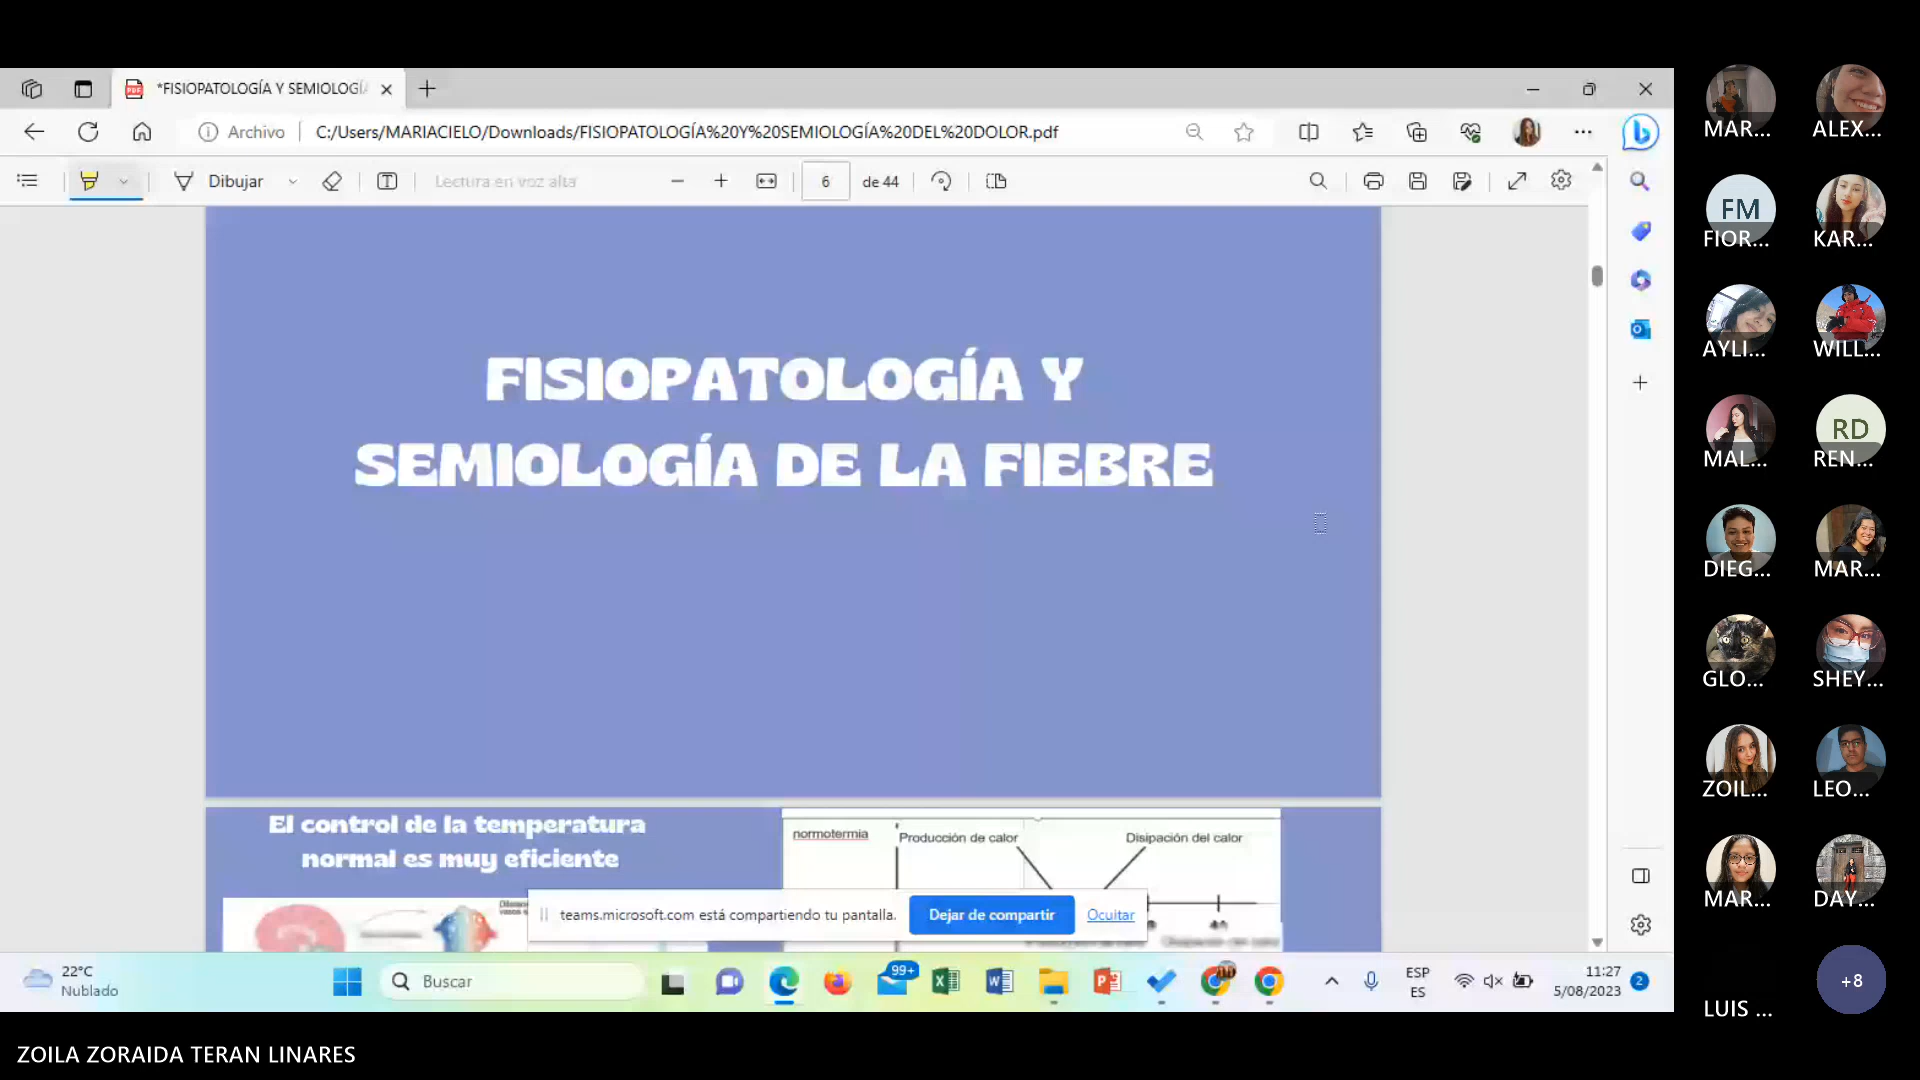 *FISIOPATOLOGÍA Y SEMIOLOGÍA
Archivo
C:/Users/MARIACIELO/Downloads/FISIOPATOLOGÍA%20Y%20SEMIOLOGÍA%20DEL%20DOLOR.pdf
Dibujar
Lectura en voz alta
6 de 44
FISIOPATOLOGÍA Y
SEMIOLOGÍA DE LA FIEBRE
El control de la temperatura
normal es muy eficiente
normotermia
Producción de calor
Disipación del calor
teams.microsoft.com está compartiendo tu pantalla.
Dejar de compartir
Ocultar
22°C
Nublado
Buscar
99+
ESP
ES
11:27
5/08/2023
2
MAR...
ALEX...
FM
FIOR...
KAR...
AYLI...
WILL...
MAL...
RD
REN...
DIEG...
MAR...
GLO...
SHEY...
ZOIL...
LEO...
MAR...
DAY...
LUIS ...
+8
ZOILA ZORAIDA TERAN LINARES